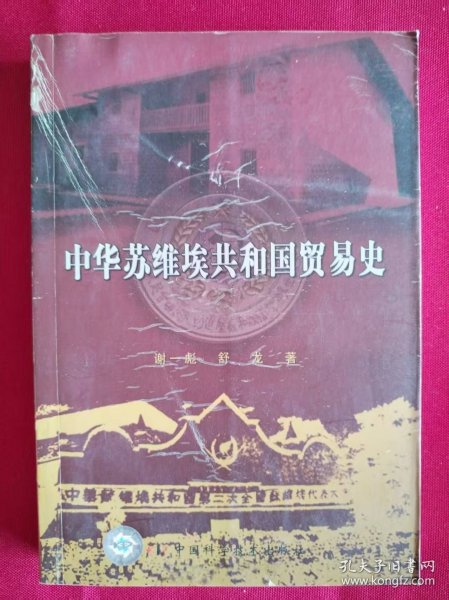 中华苏维埃共和国贸易史
谢一彪 舒 龙 著
中华苏维埃共和国第二次全
中国科学技术出版社
孔夫子旧书网
www.kongfz.com